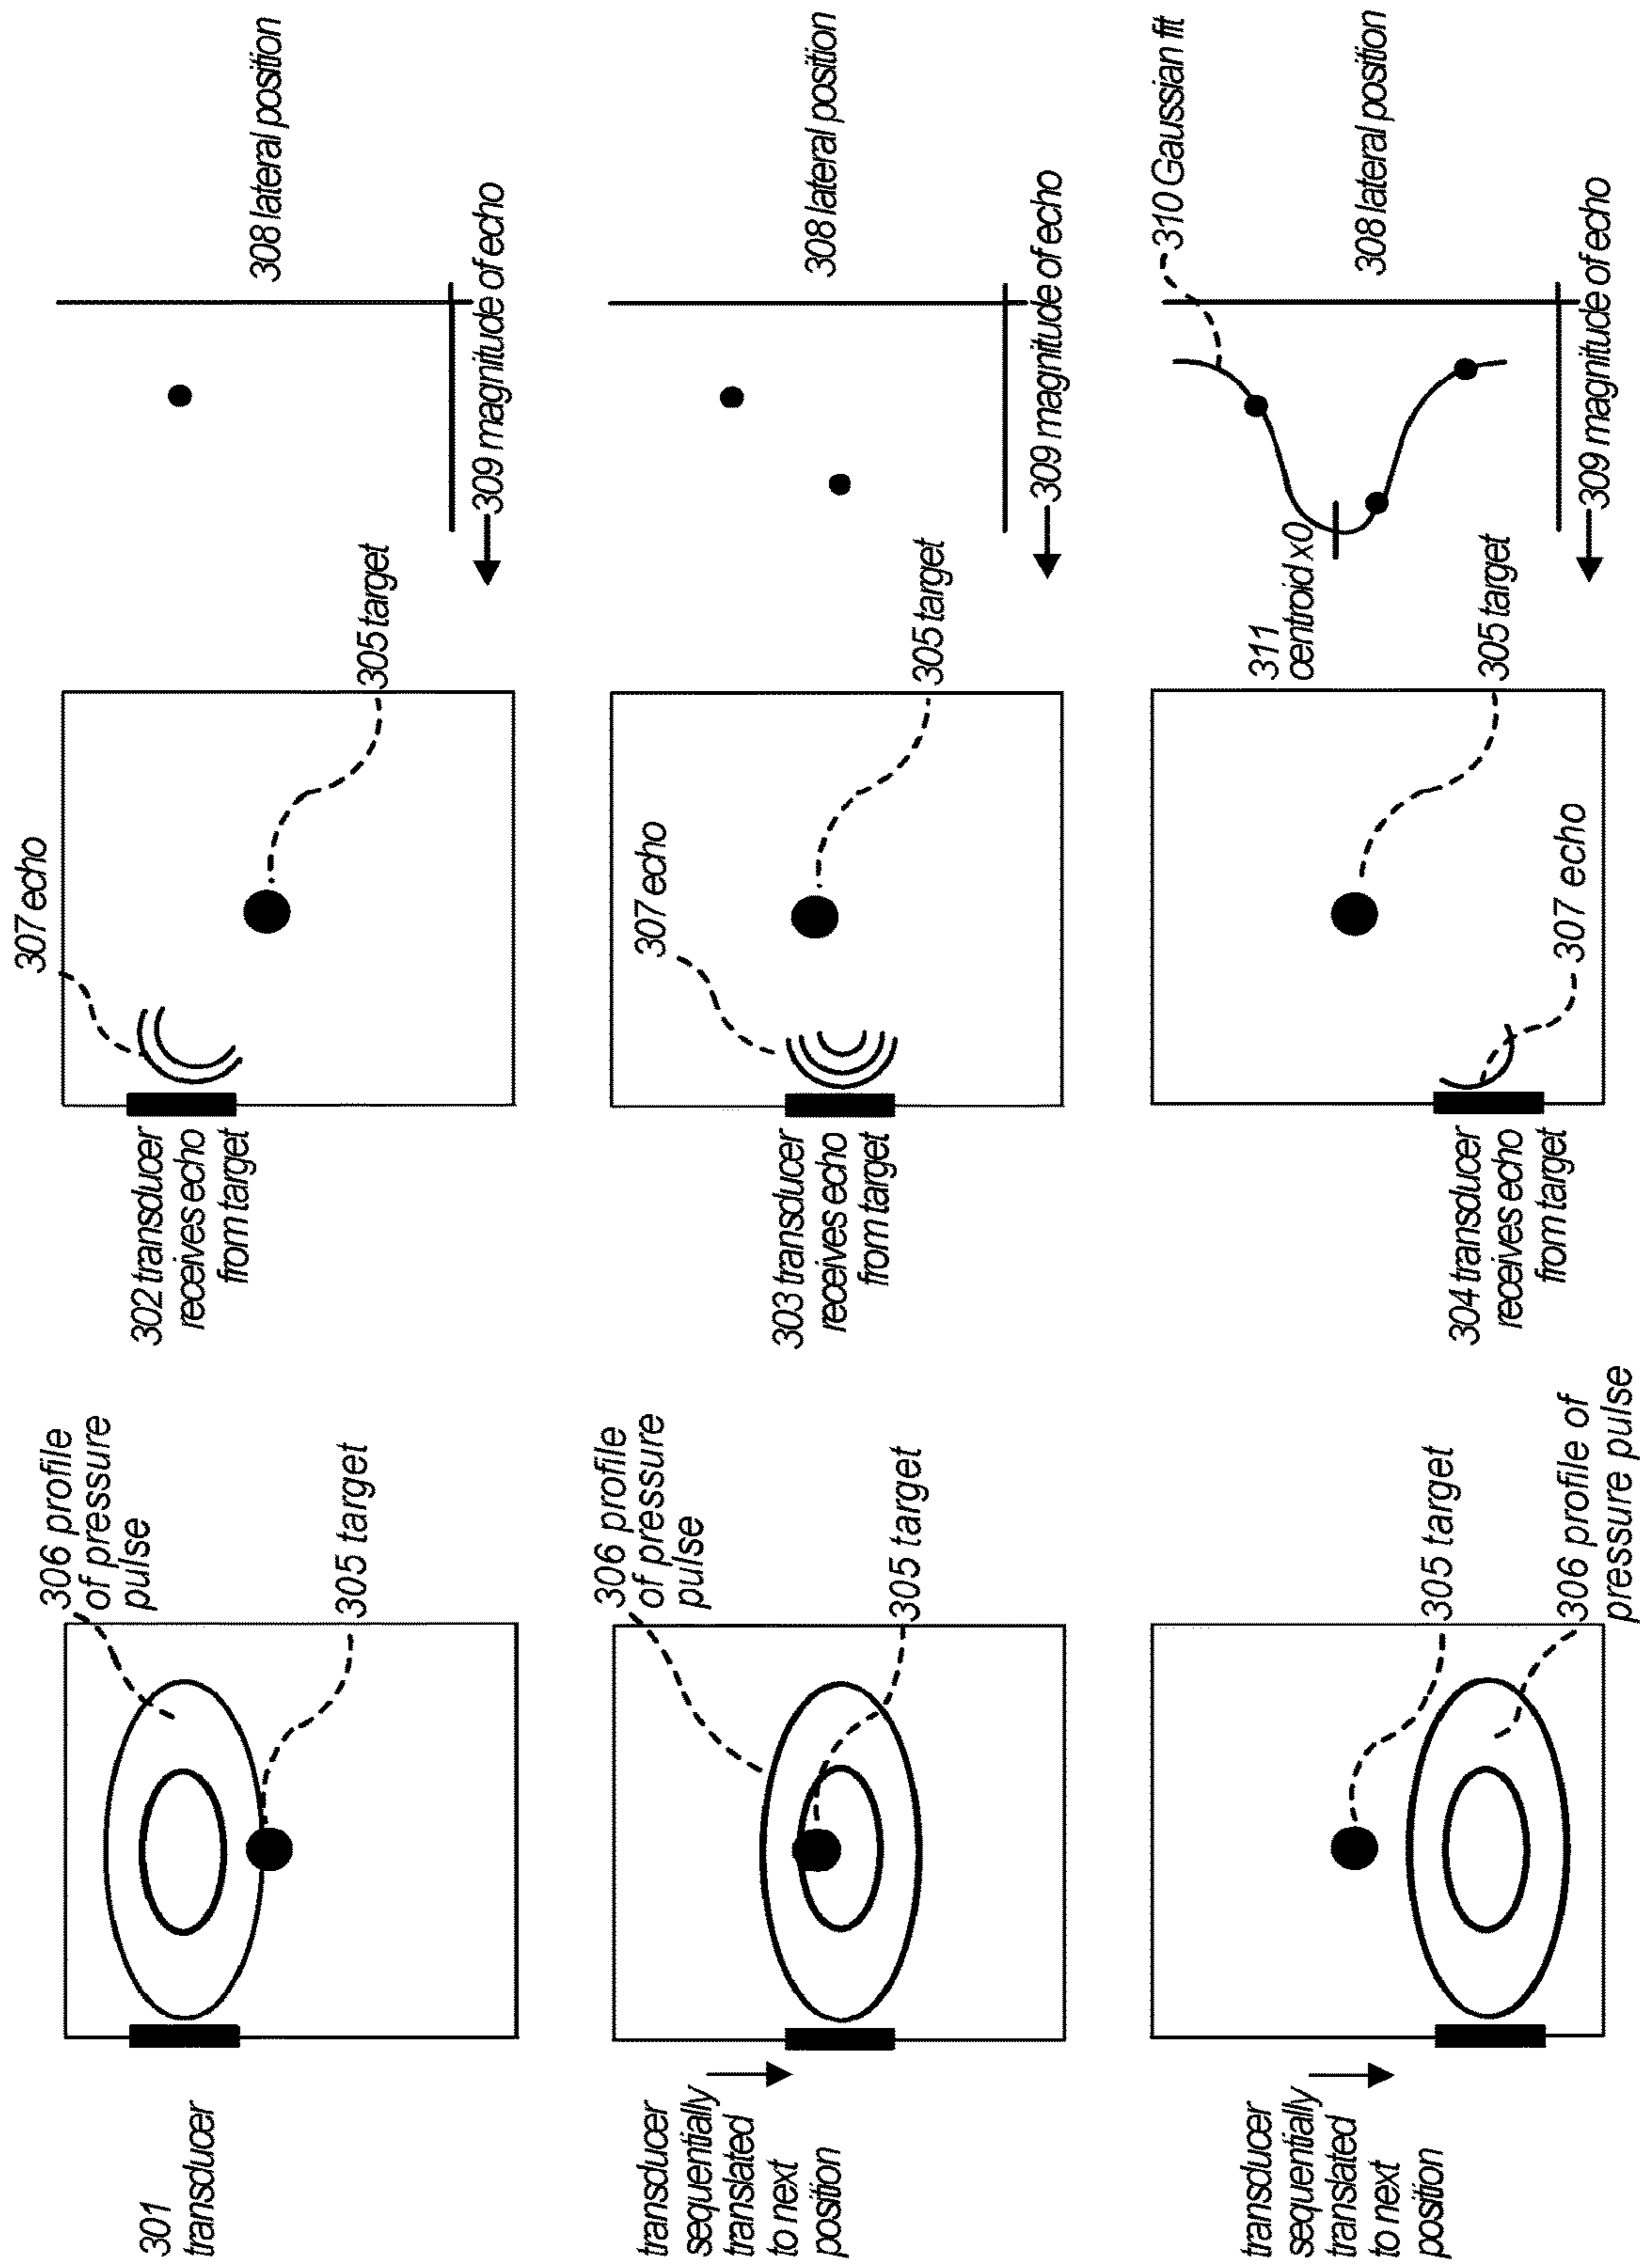 301
transducer
306 profile
of pressure
pulse
305 target
302 transducer
receives echo
from target
307 echo
305 target
308 lateral position
309 magnitude of echo
transducer
sequentially
translated
to next
position
306 profile
of pressure
pulse
305 target
303 transducer
receives echo
from target
307 echo
305 target
308 lateral position
309 magnitude of echo
transducer
sequentially
translated
to next
position
305 target
306 profile of
pressure pulse
304 transducer
receives echo
from target
307 echo
305 target
311
centroid x0
310 Gaussian fit
308 lateral position
309 magnitude of echo